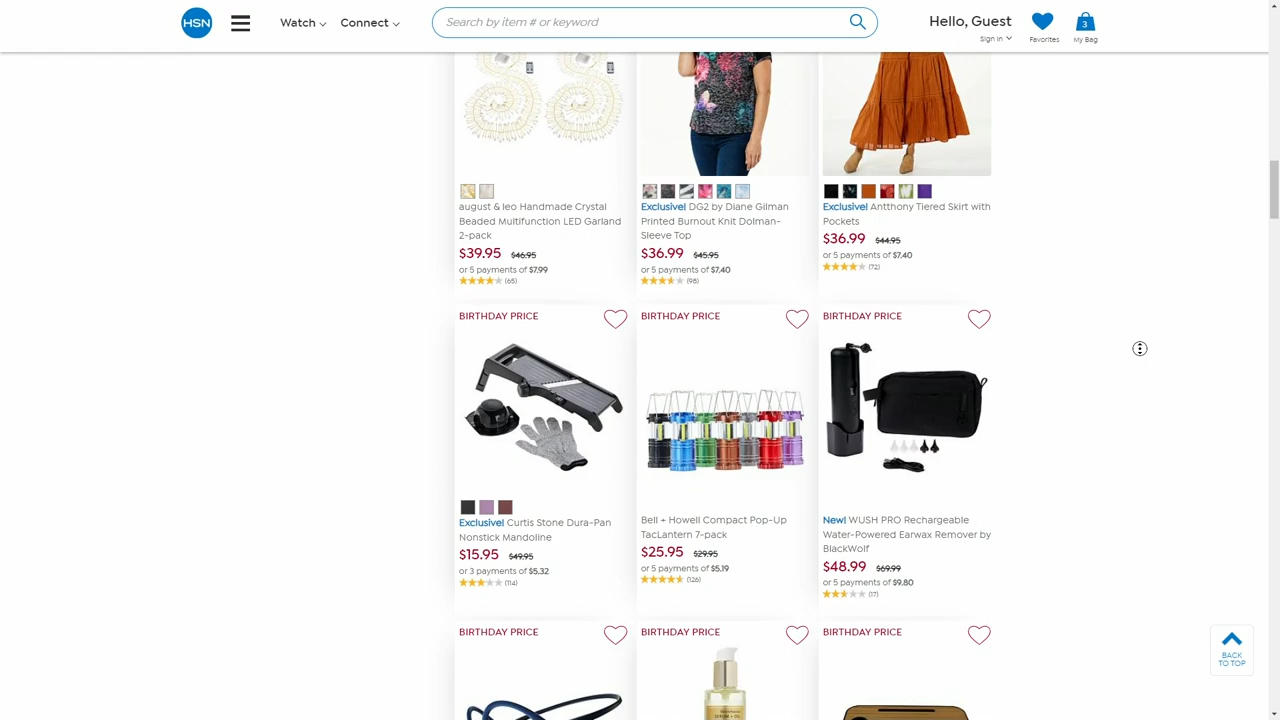 HSN
Watch
Connect
Search by item # or keyword
Hello, Guest
Sign In
Favorites
3
My Bag
august & leo Handmade Crystal
Beaded Multifunction LED Garland
2-pack
$39.95 $46.95
or 5 payments of $7.99
(65)
Exclusive! DG2 by Diane Gilman
Printed Burnout Knit Dolman-
Sleeve Top
$36.99 $45.95
or 5 payments of $7.40
(98)
Exclusive! Antthony Tiered Skirt with
Pockets
$36.99 $44.95
or 5 payments of $7.40
(72)
BIRTHDAY PRICE
Exclusive! Curtis Stone Dura-Pan
Nonstick Mandoline
$15.95 $49.95
or 3 payments of $5.32
(114)
BIRTHDAY PRICE
Bell + Howell Compact Pop-Up
TacLantern 7-pack
$25.95 $29.95
or 5 payments of $5.19
(126)
BIRTHDAY PRICE
New! WUSH PRO Rechargeable
Water-Powered Earwax Remover by
BlackWolf
$48.99 $69.99
or 5 payments of $9.80
(17)
BIRTHDAY PRICE
BIRTHDAY PRICE
BIRTHDAY PRICE
BACK
TO TOP